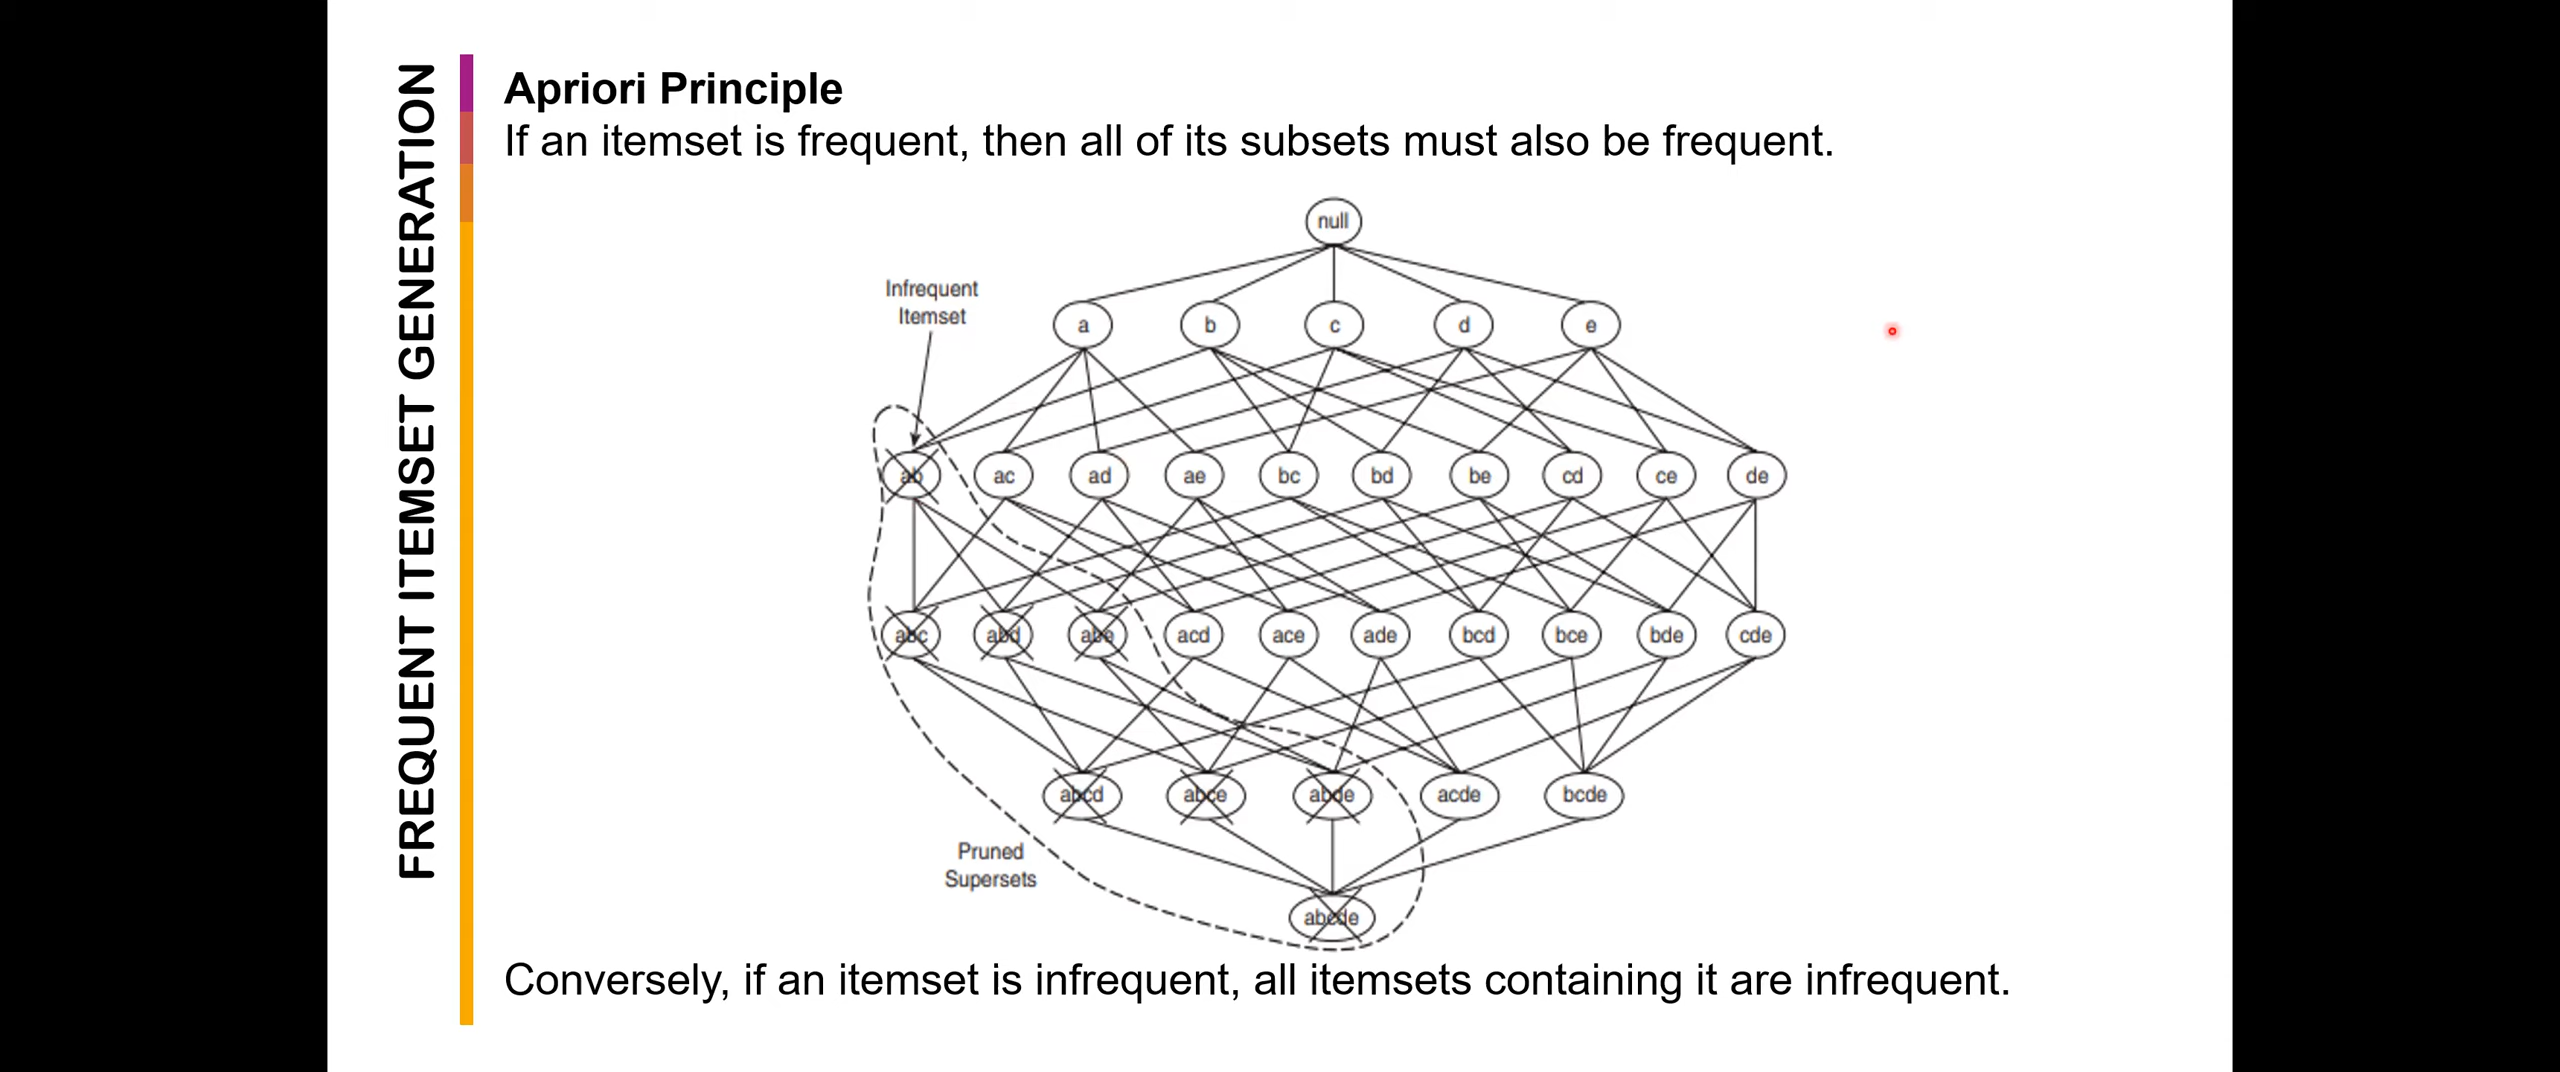 FREQUENT ITEMSET GENERATION
Apriori Principle
If an itemset is frequent, then all of its subsets must also be frequent.
null
Infrequent
Itemset
a b c d e
ab ac ad ae bc bd be cd ce de
abc abd abe acd ace ade bcd bce bde cde
abcd abce abde acde bcde
Pruned
Supersets
abcde
Conversely, if an itemset is infrequent, all itemsets containing it are infrequent.